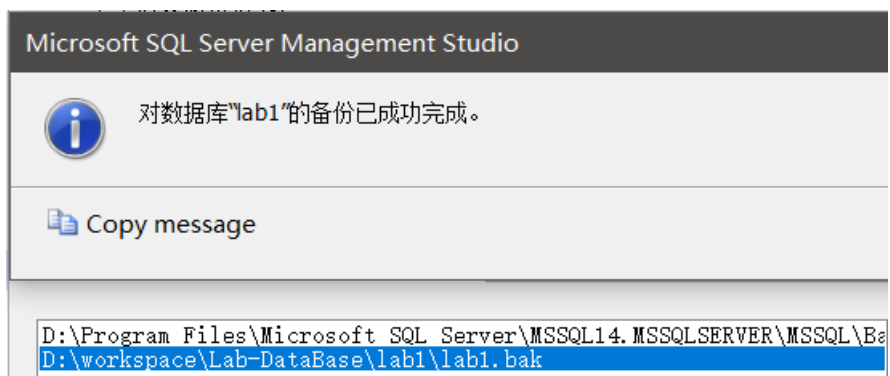 Microsoft SQL Server Management Studio
对数据库"lab1"的备份已成功完成。
Copy message
D:\Program Files\Microsoft SQL Server\MSSQL14.MSSQLSERVER\MSSQL\Ba
D:\workspace\Lab-DataBase\lab1\lab1.bak